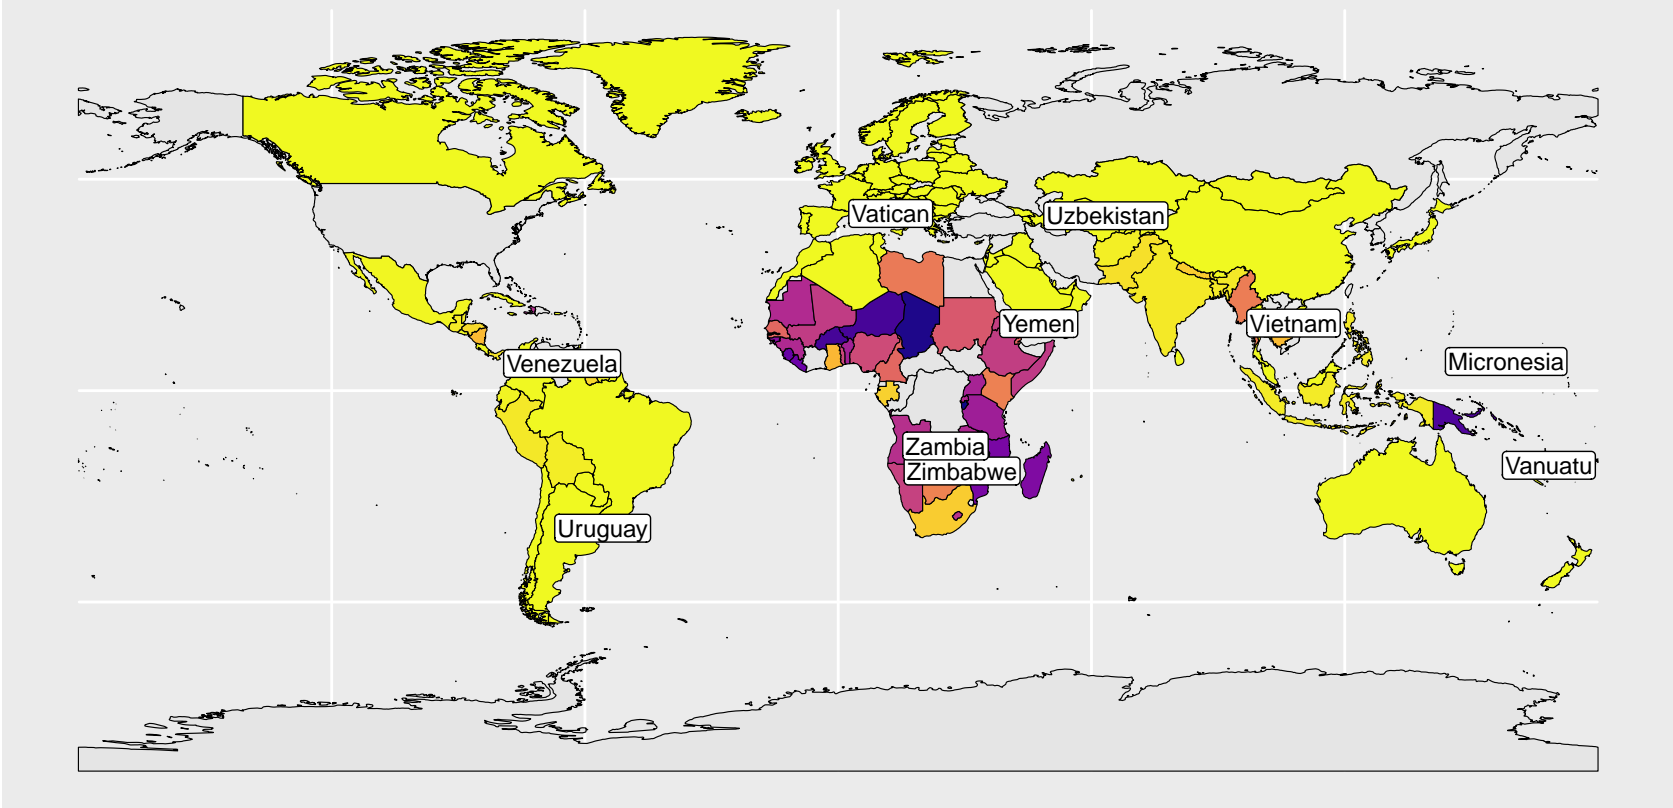 Vatican
Uzbekistan
Yemen
Vietnam
Venezuela
Micronesia
Zambia
Zimbabwe
Vanuatu
Uruguay